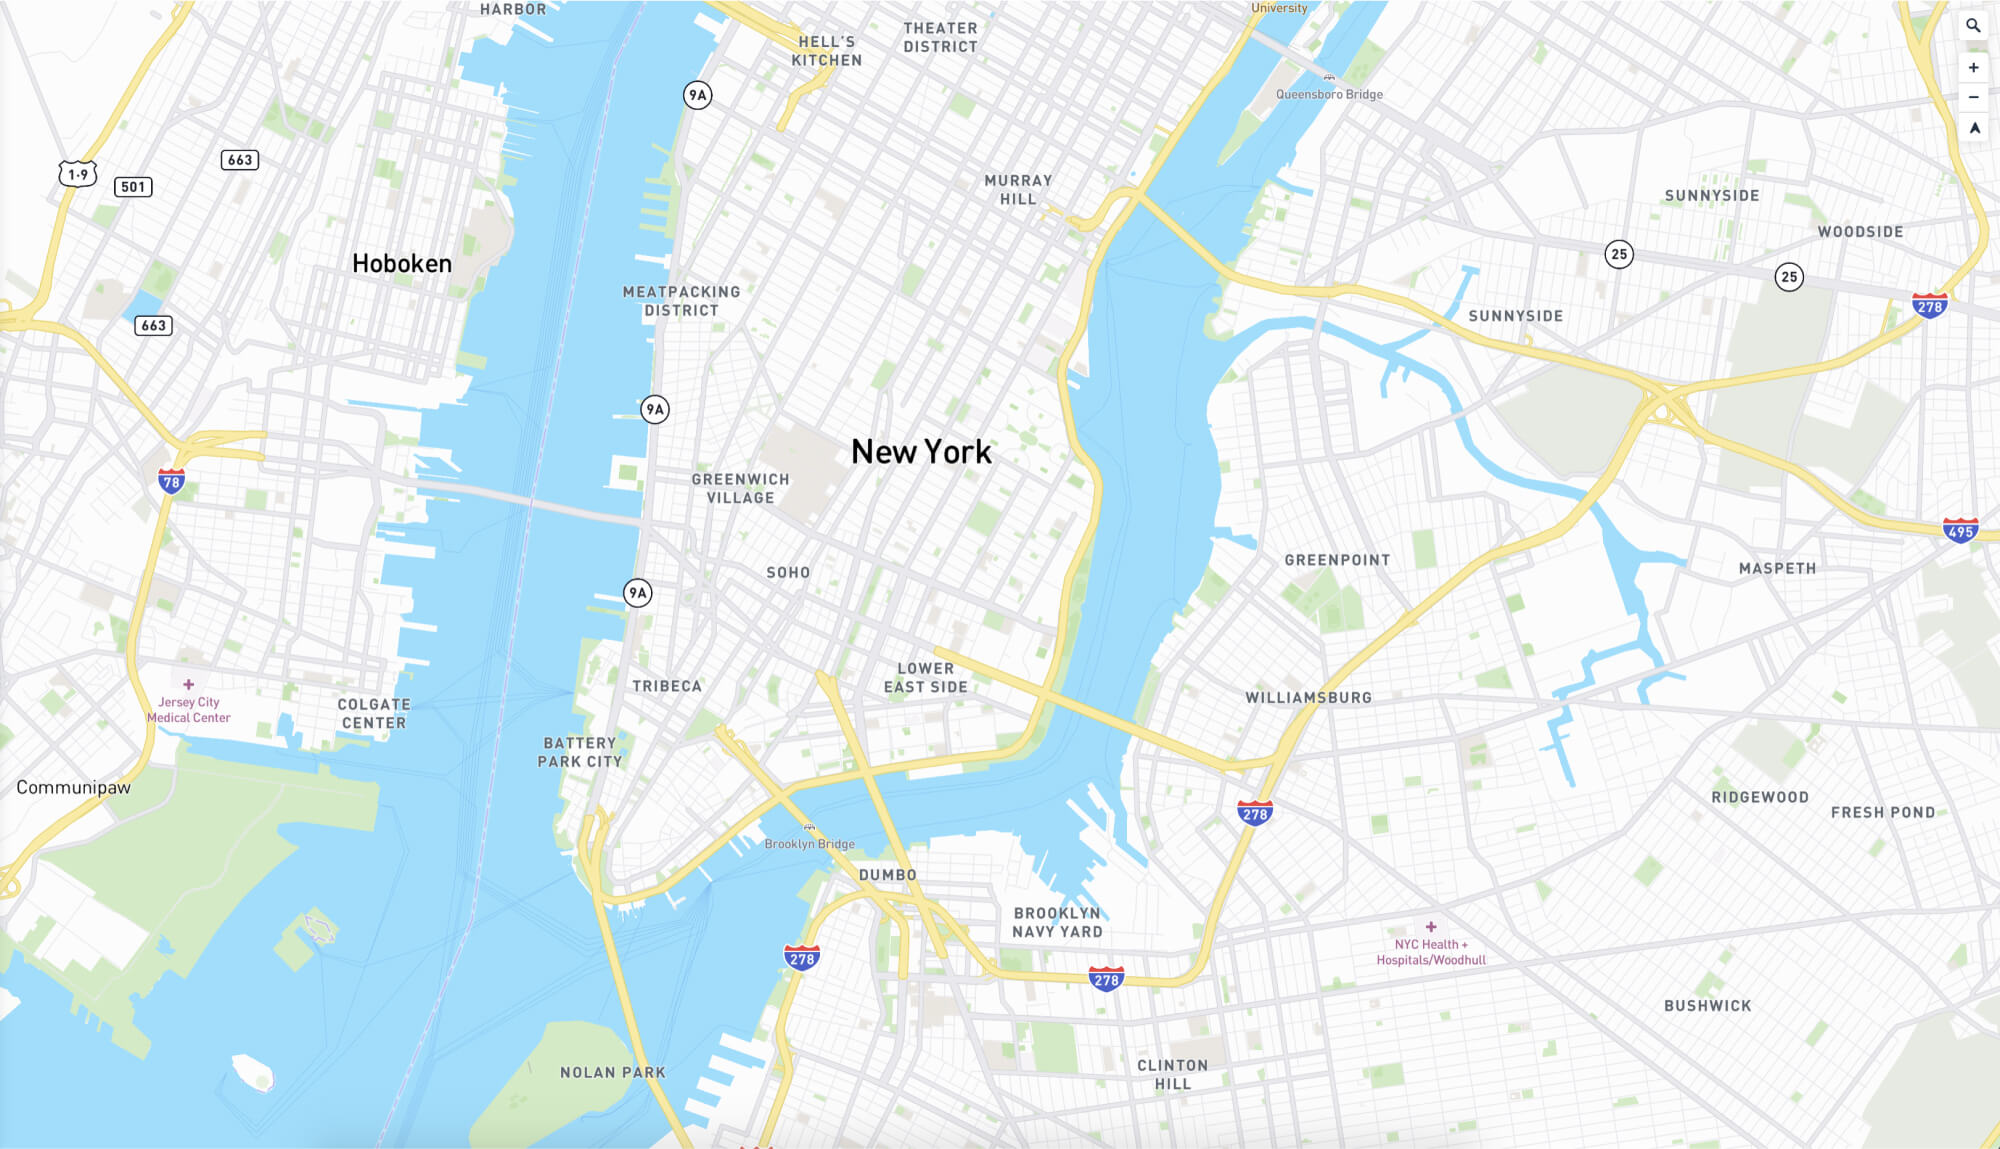 HARBOR
University
THEATER
DISTRICT
HELL'S
KITCHEN
9A
Queensboro Bridge
663
1·9
501
MURRAY
HILL
SUNNYSIDE
WOODSIDE
25
25
Hoboken
MEATPACKING
DISTRICT
278
663
SUNNYSIDE
9A
New York
78
GREENWICH
VILLAGE
495
SOHO
GREENPOINT
MASPETH
9A
LOWER
EAST SIDE
TRIBECA
WILLIAMSBURG
Jersey City
Medical Center
COLGATE
CENTER
BATTERY
PARK CITY
Communipaw
RIDGEWOOD
FRESH POND
278
Brooklyn Bridge
DUMBO
BROOKLYN
NAVY YARD
NYC Health +
Hospitals/Woodhull
278
278
BUSHWICK
NOLAN PARK
CLINTON
HILL